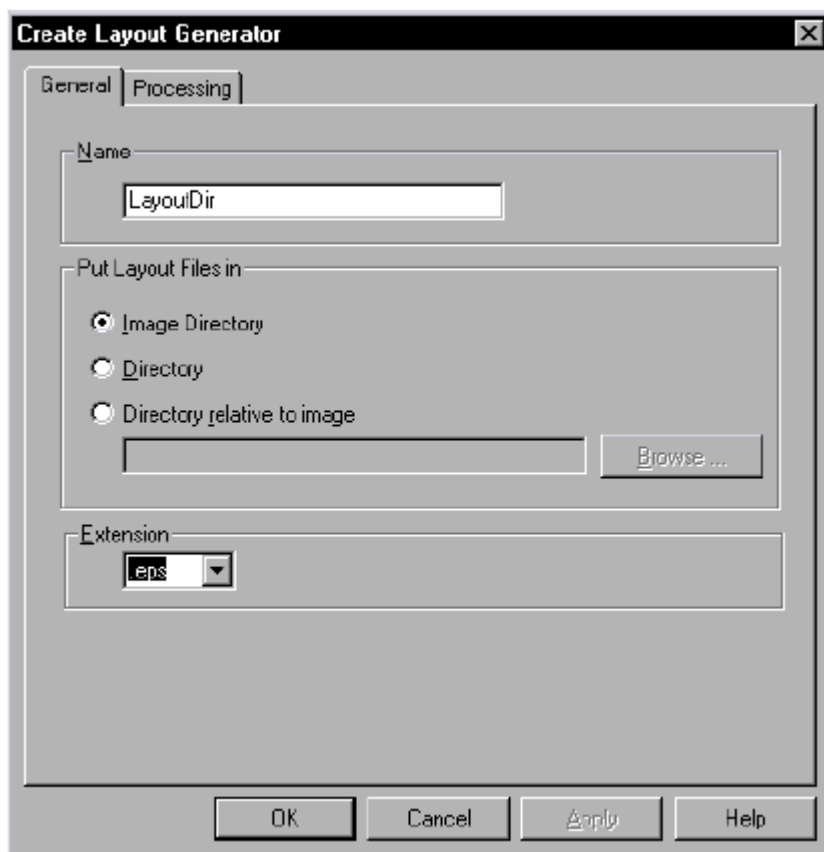 Create Layout Generator
General Processing
Name
LayoutDir
Put Layout Files in
Image Directory
Directory
Directory relative to image
Browse ...
Extension
.eps
OK Cancel Apply Help